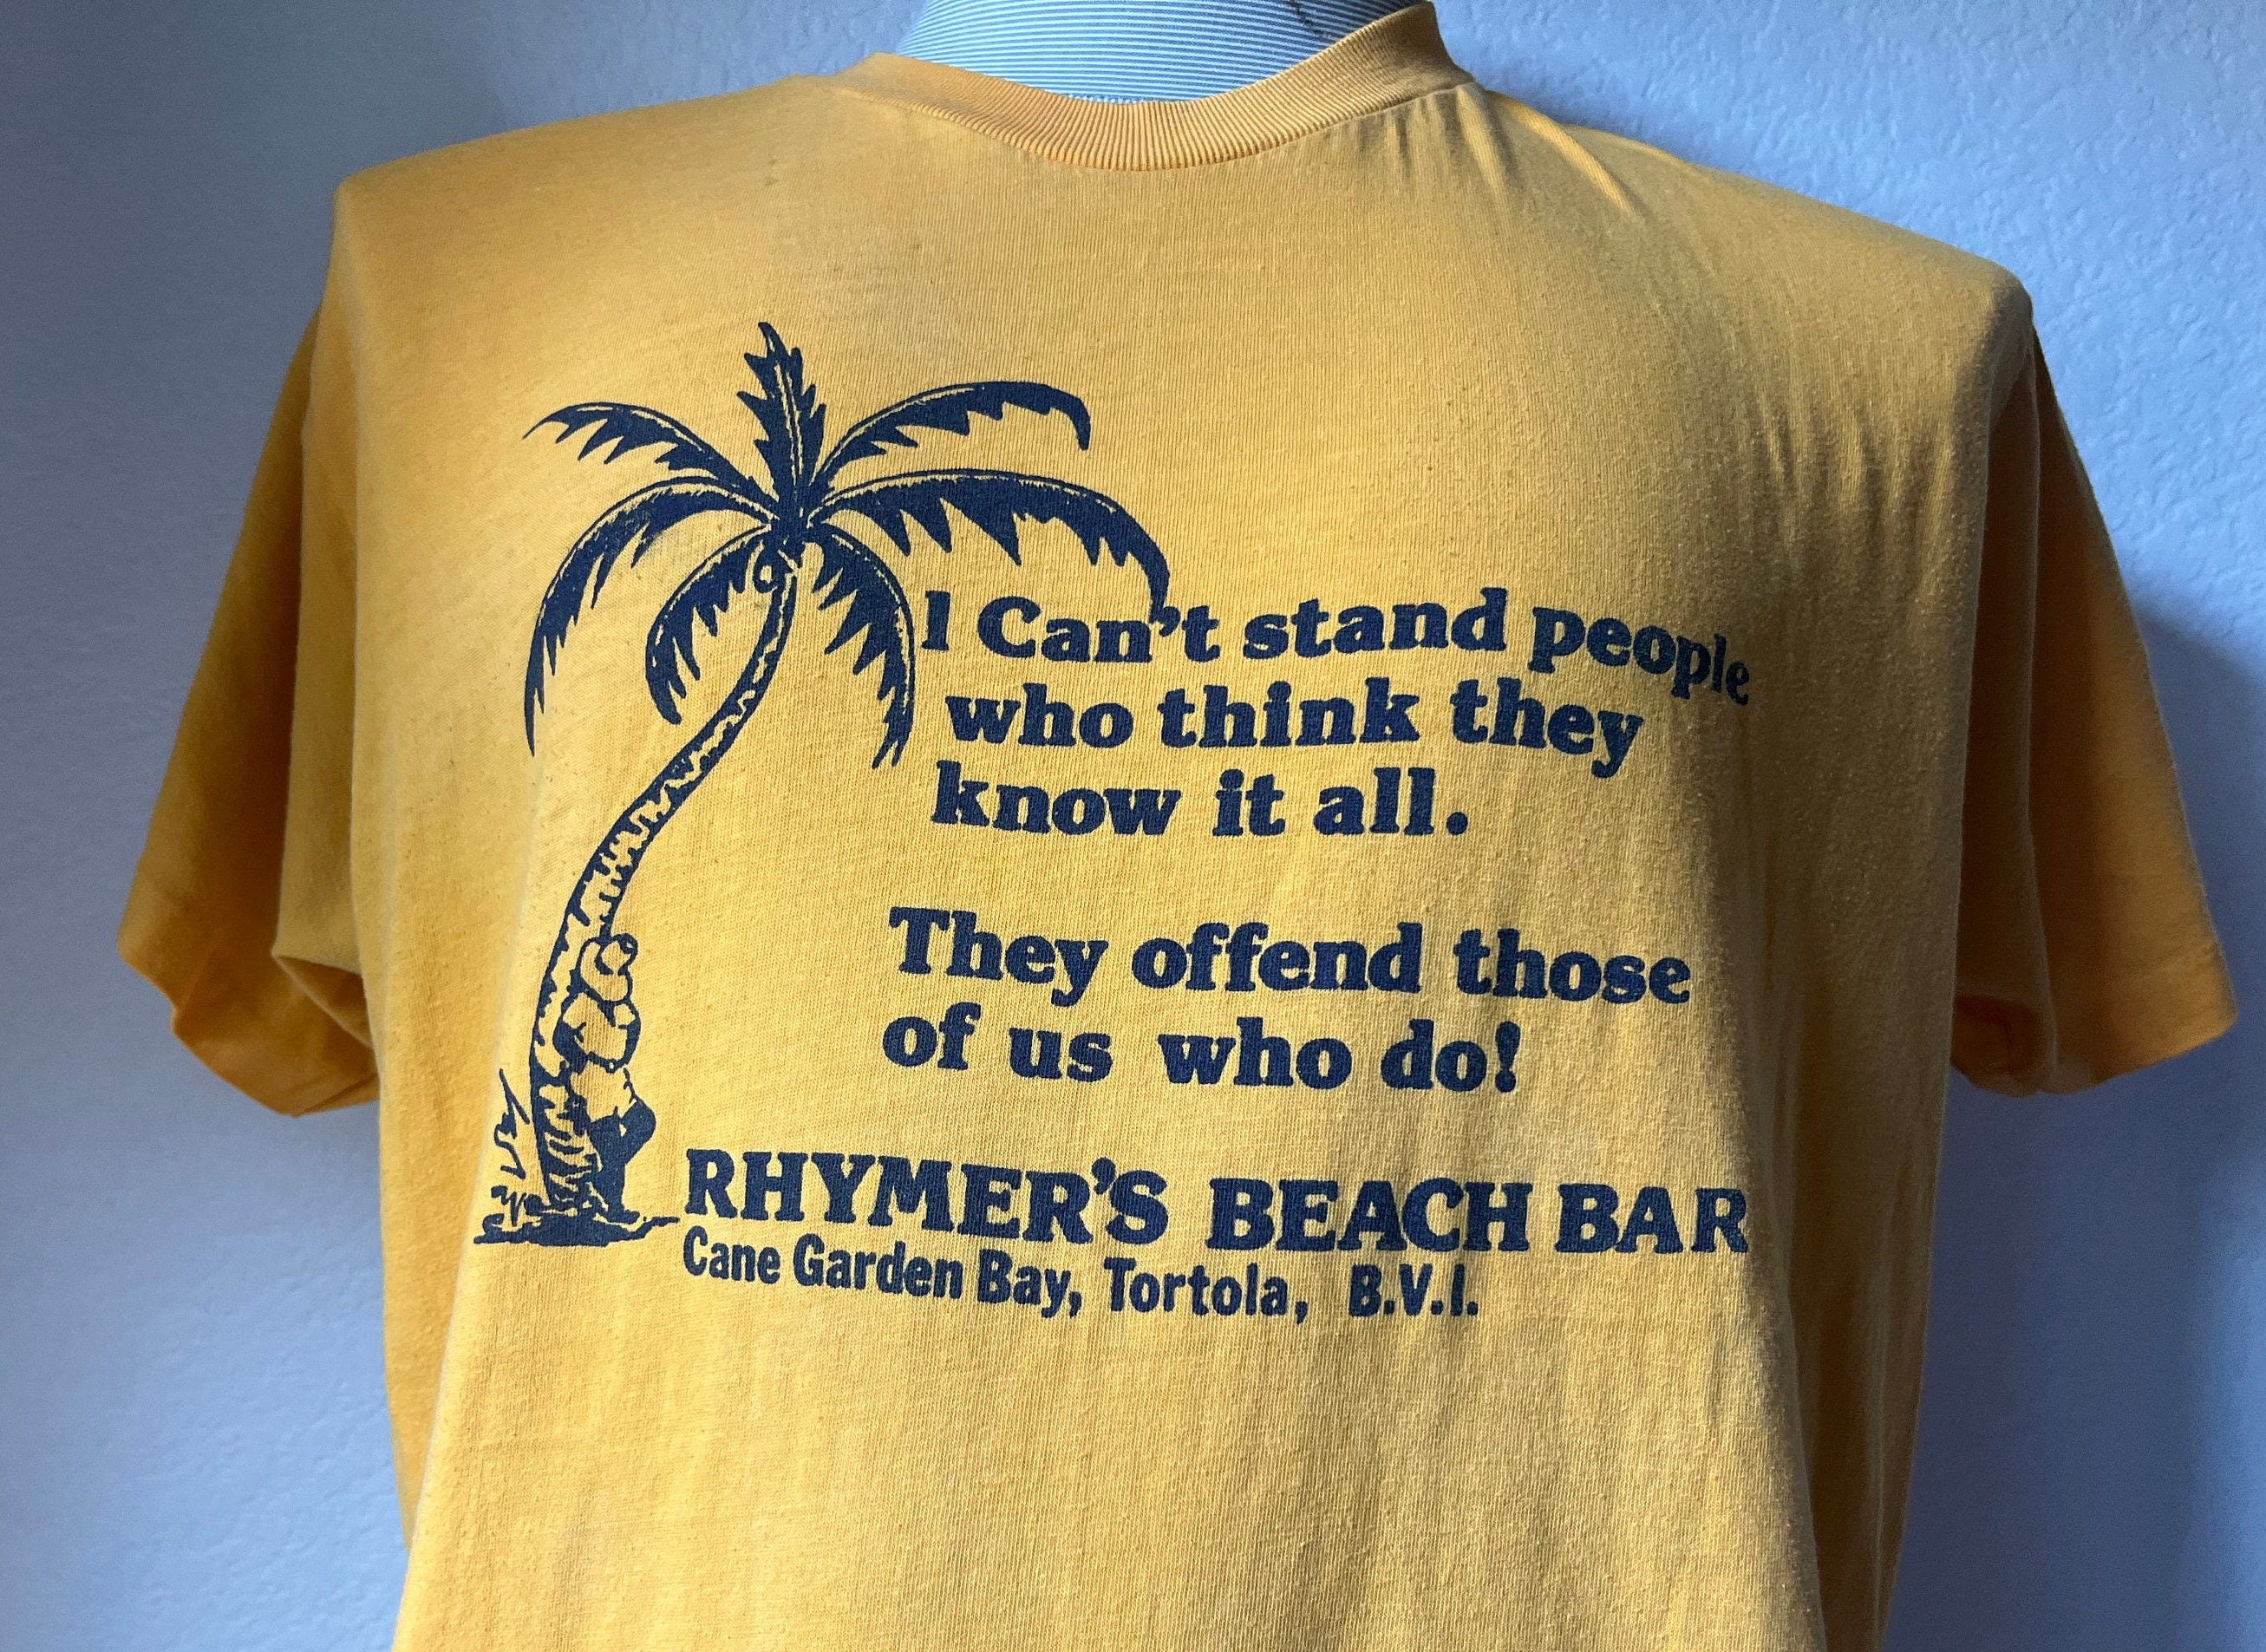 I Can't stand people
who think they
know it all.
They offend those
of us who do!
RHYMER'S BEACH BAR
Cane Garden Bay, Tortola, B.V.I.